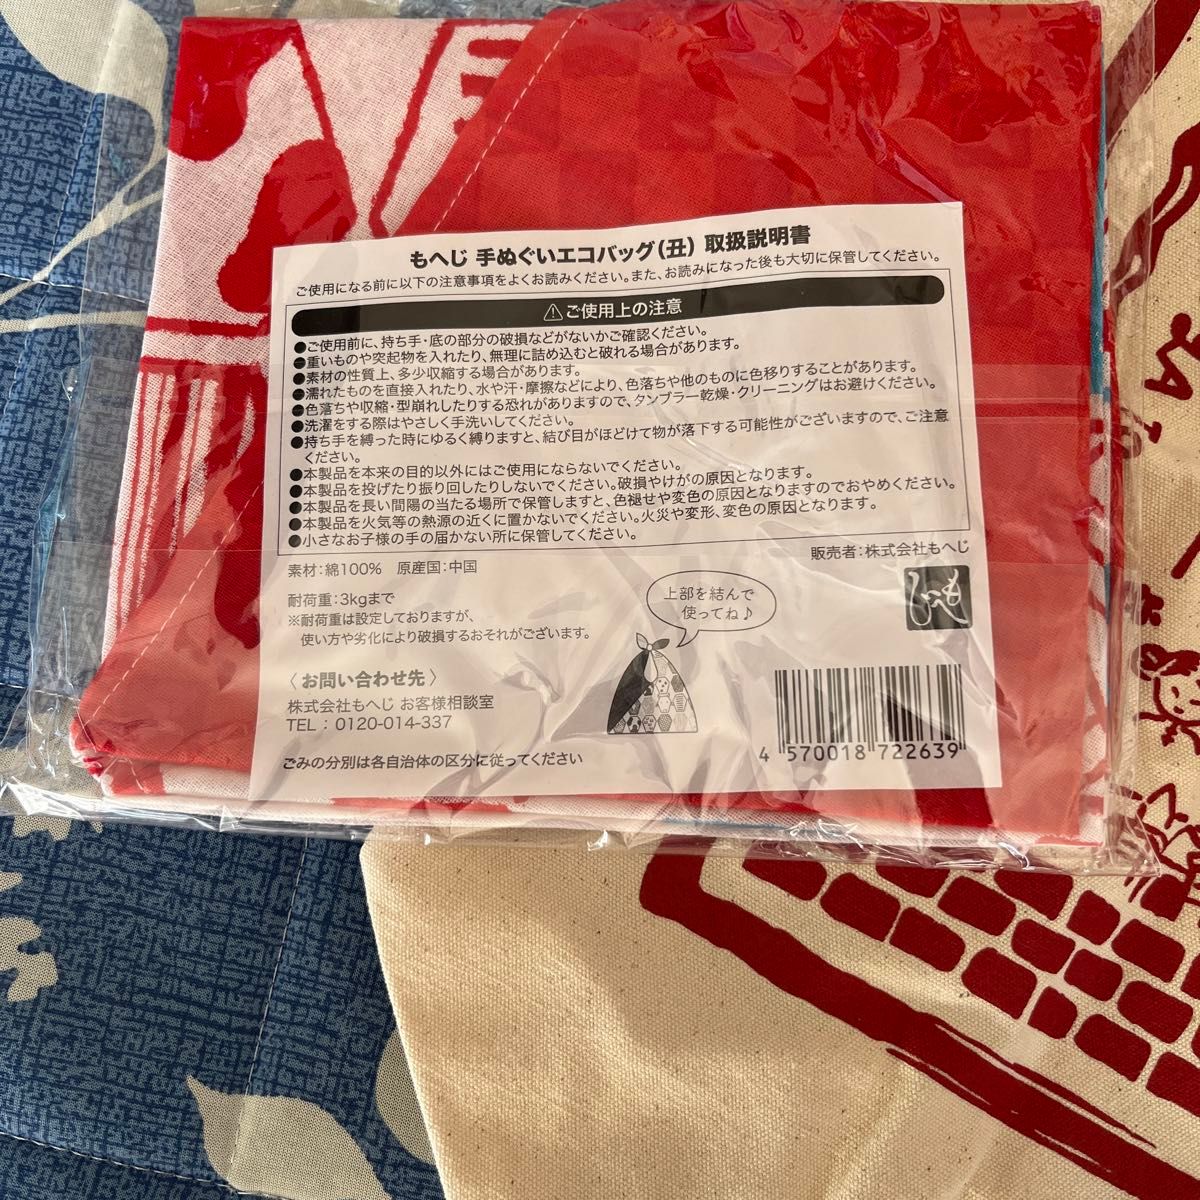 もへじ 手ぬぐいエコバッグ(丑) 取扱説明書
ご使用になる前に以下の注意事項をよくお読みください。また、お読みになった後も大切に保管してください。
⚠ご使用上の注意
●ご使用前に、持ち手・底の部分の破損などがないかご確認ください。
●重いものや突起物を入れたり、無理に詰め込むと破れる場合があります。
●素材の性質上、多少収縮する場合があります。
●濡れたものを直接入れたり、水や汗・摩擦などにより、色落ちや他のものに色移りすることがあります。
●色落ちや収縮・型崩れしたりする恐れがありますので、タンブラー乾燥・クリーニングはお避けください。
●洗濯をする際はやさしく手洗いしてください。
●持ち手を縛った時にゆるく縛りますと、結び目がほどけて物が落下する可能性がございますので、ご注意
ください。
●本製品を本来の目的以外にはご使用にならないでください。
●本製品を投げたり振り回したりしないでください。破損やけがの原因となります。
●本製品を長い間陽の当たる場所で保管しますと、色褪せや変色の原因となりますのでおやめください。
●本製品を火気等の熱源の近くに置かないでください。火災や変形、変色の原因となります。
●小さなお子様の手の届かない所に保管してください。
素材:綿100% 原産国:中国
販売者:株式会社もへじ
もへじ
耐荷重:3kgまで
※耐荷重は設定しておりますが、
使い方や劣化により破損するおそれがございます。
上部を結んで
使ってね♪
〈お問い合わせ先〉
株式会社もへじ お客様相談室
TEL:0120-014-337
ごみの分別は各自治体の区分に従ってください
4 570018 722639